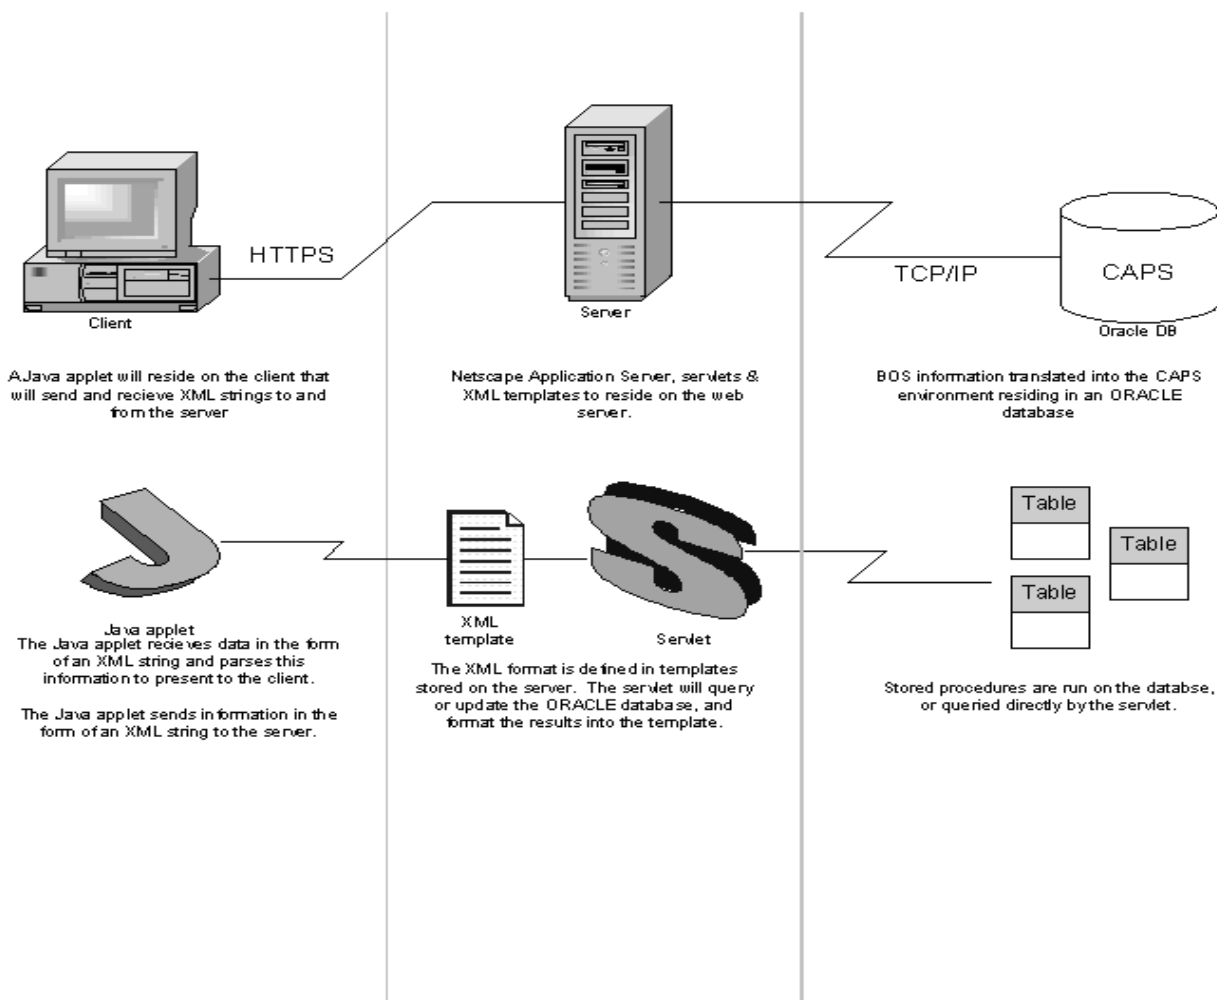 HTTPS
Client
Server
TCP/IP
CAPS
Oracle DB
A Java applet will reside on the client that
will send and recieve XML strings to and
from the server
Netscape Application Server, servlets &
XML templates to reside on the web
server.
BOS information translated into the CAPS
environment residing in an ORACLE
database
Java applet
The Java applet recieves data in the form
of an XML string and parses this
information to present to the client.
The Java applet sends information in the
form of an XML string to the server.
XML
template
Servlet
The XML format is defined in templates
stored on the server. The servlet will query
or update the ORACLE database, and
format the results into the template.
Table
Table
Table
Stored procedures are run on the databse,
or queried directly by the servlet.